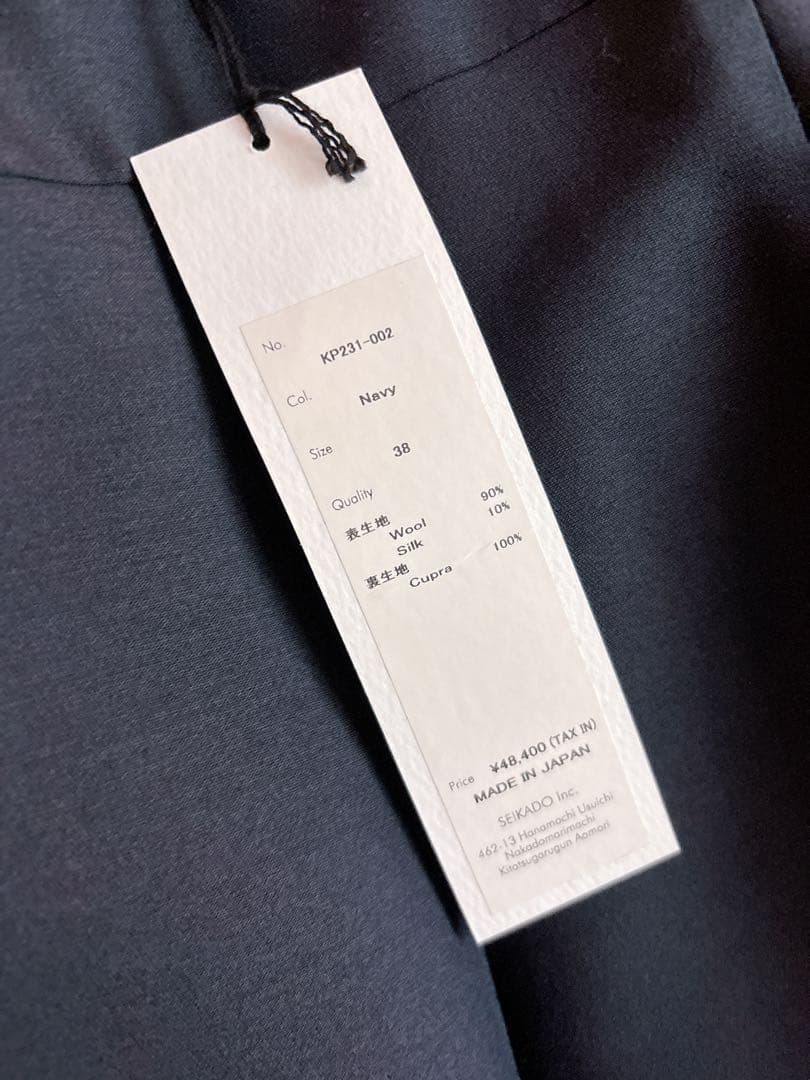 No. KP231-002
Col. Navy
Size 38
Quality
表生地
Wool 90%
Silk 10%
裏生地
Cupra 100%
Price ¥48,400 (TAX IN)
MADE IN JAPAN
SEIKADO Inc.
462-13 Hanamochi Usuichi
Nakadomarimachi
Kitatsugarugun Aomori